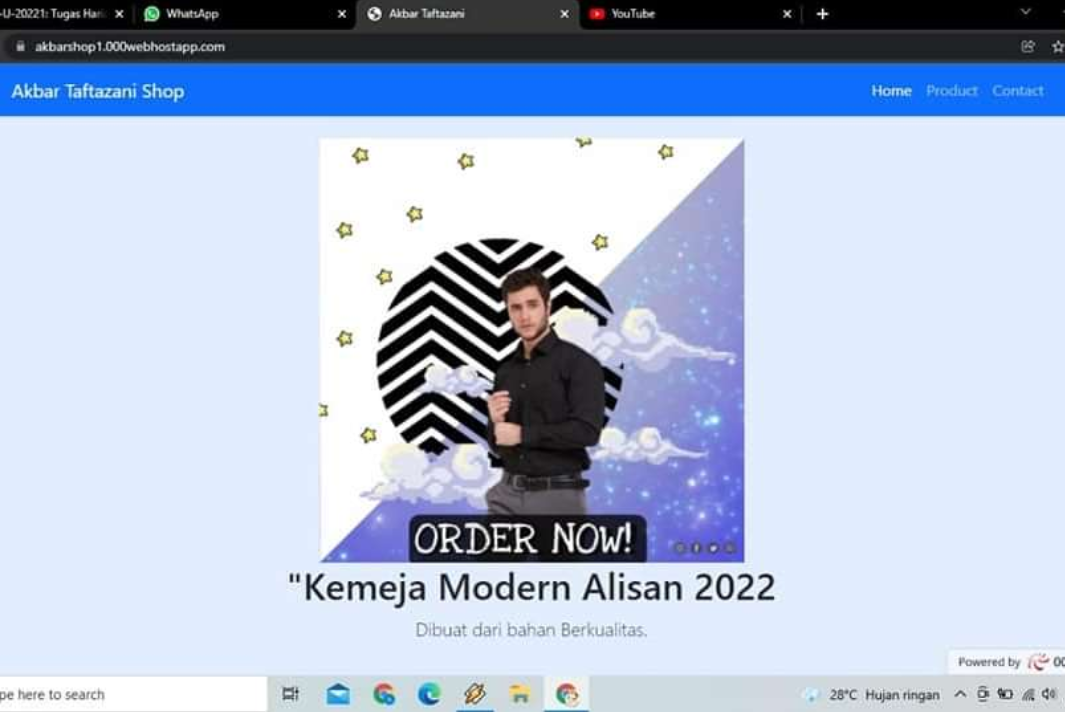 -U-20221: Tugas Har
WhatsApp
Akbar Taftazani
YouTube
akbarshop1.000webhostapp.com
Akbar Taftazani Shop
Home Product Contact
ORDER NOW!
"Kemeja Modern Alisan 2022
Dibuat dari bahan Berkualitas.
Powered by 00
pe here to search
28°C Hujan ringan